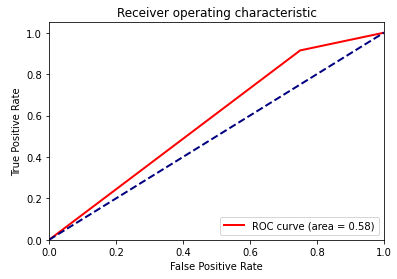 Receiver operating characteristic
True Positive Rate
1.0
0.8
0.6
0.4
0.2
0.0
ROC curve (area = 0.58)
0.0 0.2 0.4 0.6 0.8 1.0
False Positive Rate